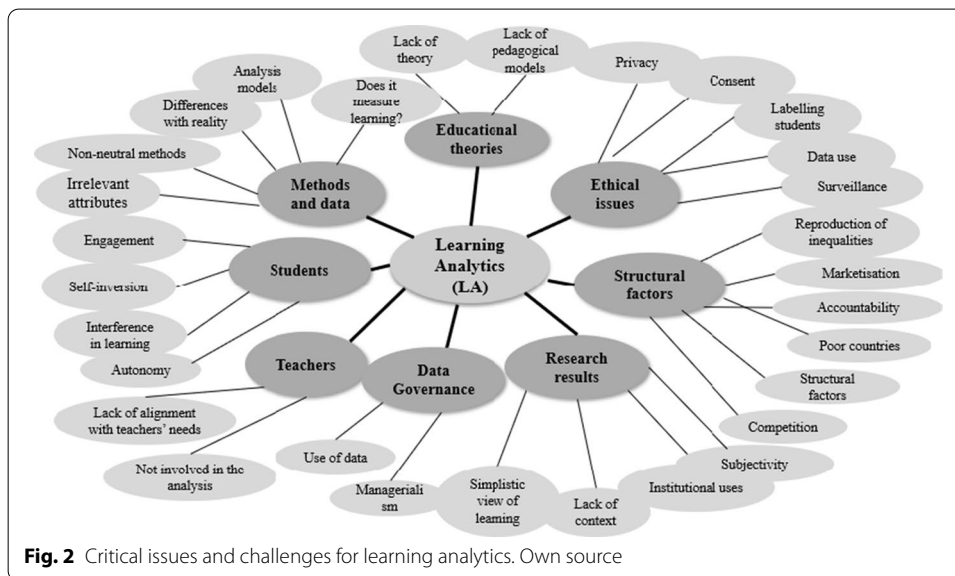 Lack of
theory
Lack of
pedagogical
models
Privacy
Consent
Analysis
models
Does it
measure
learning?
Differences
with reality
Labelling
students
Educational
theories
Non-neutral methods
Data use
Methods
and data
Ethical
issues
Irrelevant
attributes
Surveillance
Engagement
Reproduction of
inequalities
Learning
Analytics
(LA)
Students
Structural
factors
Self-inversion
Marketisation
Accountability
Interference
in learning
Poor countries
Teachers
Data
Governance
Research
results
Autonomy
Structural
factors
Lack of alignment
with teachers' needs
Competition
Use of data
Subjectivity
Not involved in the
analysis
Manageriali
sm
Simplistic
view of
learning
Lack of
context
Institutional uses
Fig. 2 Critical issues and challenges for learning analytics. Own source